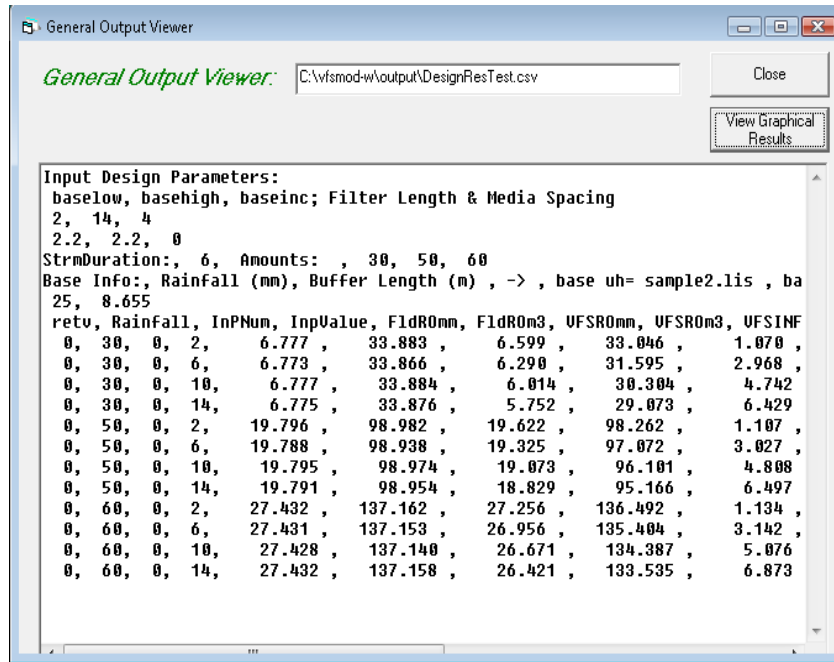 General Output Viewer
General Output Viewer: C:\vfsmod-w\output\DesignResTest.csv Close
View Graphical
Results
Input Design Parameters:
baselow, basehigh, baseinc; Filter Length & Media Spacing
2, 14, 4
2.2, 2.2, 0
StrmDuration:, 6, Amounts: , 30, 50, 60
Base Info:, Rainfall (mm), Buffer Length (m) , -> , base uh= sample2.lis , ba
25, 8.655
retv, Rainfall, InPNum, InpValue, FldROmm, FldROm3, VFSROmm, VFSROm3, VFSINF
0, 30, 0, 2, 6.777 , 33.883 , 6.599 , 33.046 , 1.070 ,
0, 30, 0, 6, 6.773 , 33.866 , 6.290 , 31.595 , 2.968 ,
0, 30, 0, 10, 6.777 , 33.884 , 6.014 , 30.304 , 4.742
0, 30, 0, 14, 6.775 , 33.876 , 5.752 , 29.073 , 6.429
0, 50, 0, 2, 19.796 , 98.982 , 19.622 , 98.262 , 1.107 ,
0, 50, 0, 6, 19.788 , 98.938 , 19.325 , 97.072 , 3.027 ,
0, 50, 0, 10, 19.795 , 98.974 , 19.073 , 96.101 , 4.808
0, 50, 0, 14, 19.791 , 98.954 , 18.829 , 95.166 , 6.497
0, 60, 0, 2, 27.432 , 137.162 , 27.256 , 136.492 , 1.134 ,
0, 60, 0, 6, 27.431 , 137.153 , 26.956 , 135.404 , 3.142 ,
0, 60, 0, 10, 27.428 , 137.140 , 26.671 , 134.387 , 5.076
0, 60, 0, 14, 27.432 , 137.158 , 26.421 , 133.535 , 6.873